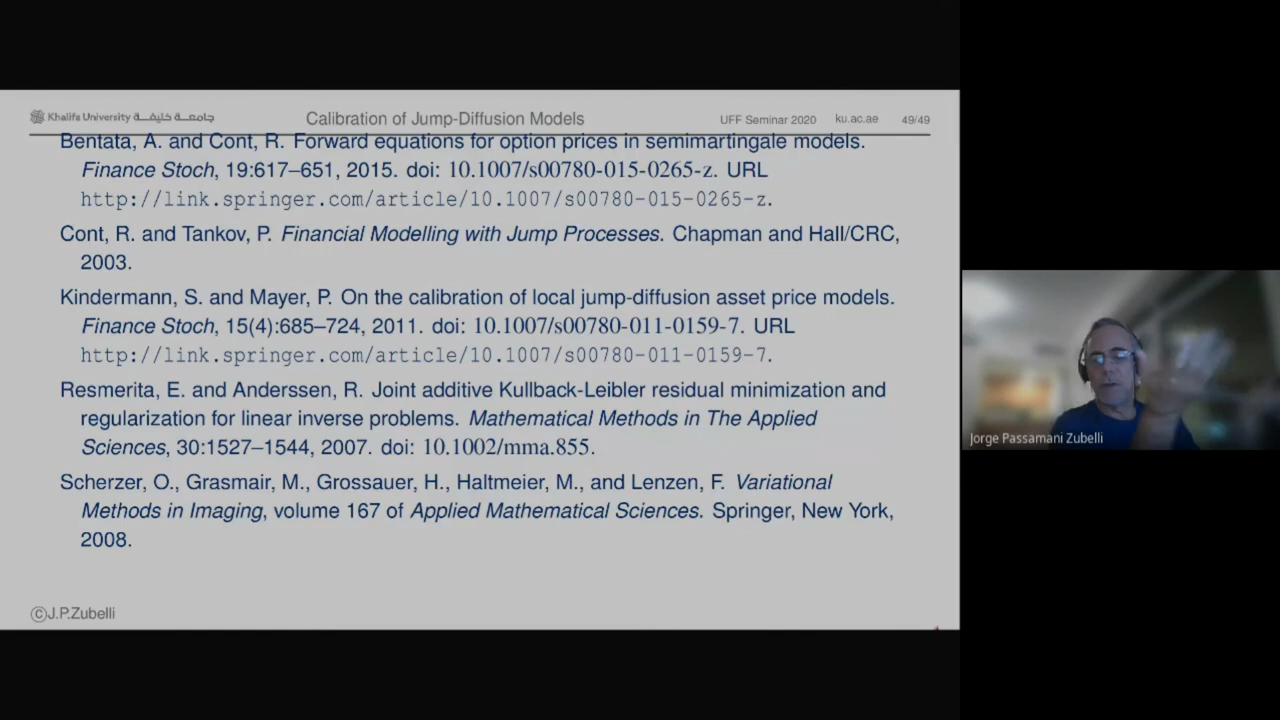 Khalifa University جامعـة خليفـة
Calibration of Jump-Diffusion Models
UFF Seminar 2020 ku.ac.ae 49/49
Bentata, A. and Cont, R. Forward equations for option prices in semimartingale models.
Finance Stoch, 19:617–651, 2015. doi: 10.1007/s00780-015-0265-z. URL
http://link.springer.com/article/10.1007/s00780-015-0265-z.
Cont, R. and Tankov, P. Financial Modelling with Jump Processes. Chapman and Hall/CRC,
2003.
Kindermann, S. and Mayer, P. On the calibration of local jump-diffusion asset price models.
Finance Stoch, 15(4):685–724, 2011. doi: 10.1007/s00780-011-0159-7. URL
http://link.springer.com/article/10.1007/s00780-011-0159-7.
Resmerita, E. and Anderssen, R. Joint additive Kullback-Leibler residual minimization and
regularization for linear inverse problems. Mathematical Methods in The Applied
Sciences, 30:1527–1544, 2007. doi: 10.1002/mma.855.
Scherzer, O., Grasmair, M., Grossauer, H., Haltmeier, M., and Lenzen, F. Variational
Methods in Imaging, volume 167 of Applied Mathematical Sciences. Springer, New York,
2008.
©J.P.Zubelli
Jorge Passamani Zubelli